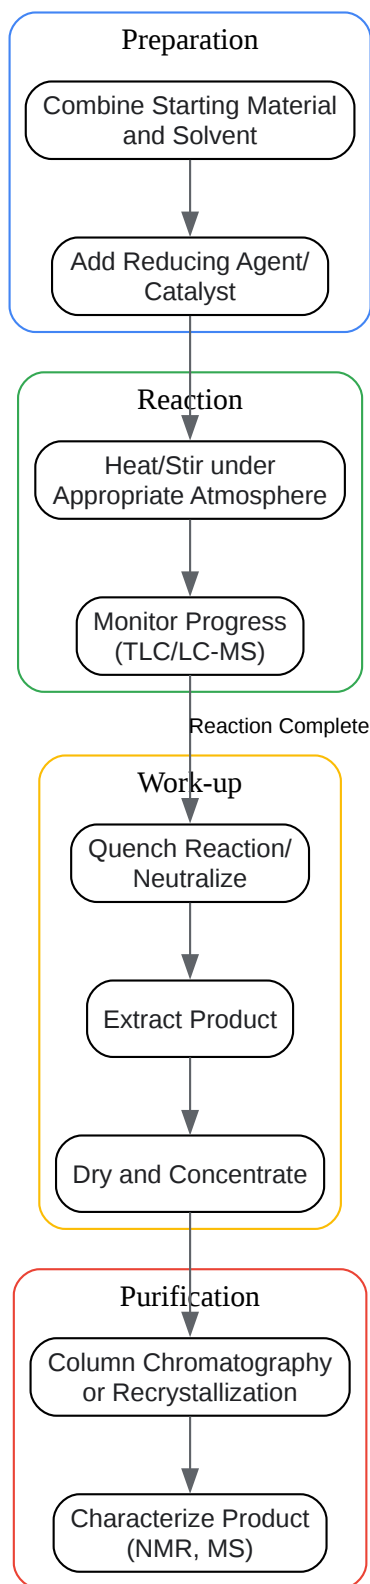 Preparation
Combine Starting Material
and Solvent
Add Reducing Agent/
Catalyst
Reaction
Heat/Stir under
Appropriate Atmosphere
Monitor Progress
(TLC/LC-MS)
Reaction Complete
Work-up
Quench Reaction/
Neutralize
Extract Product
Dry and Concentrate
Purification
Column Chromatography
or Recrystallization
Characterize Product
(NMR, MS)